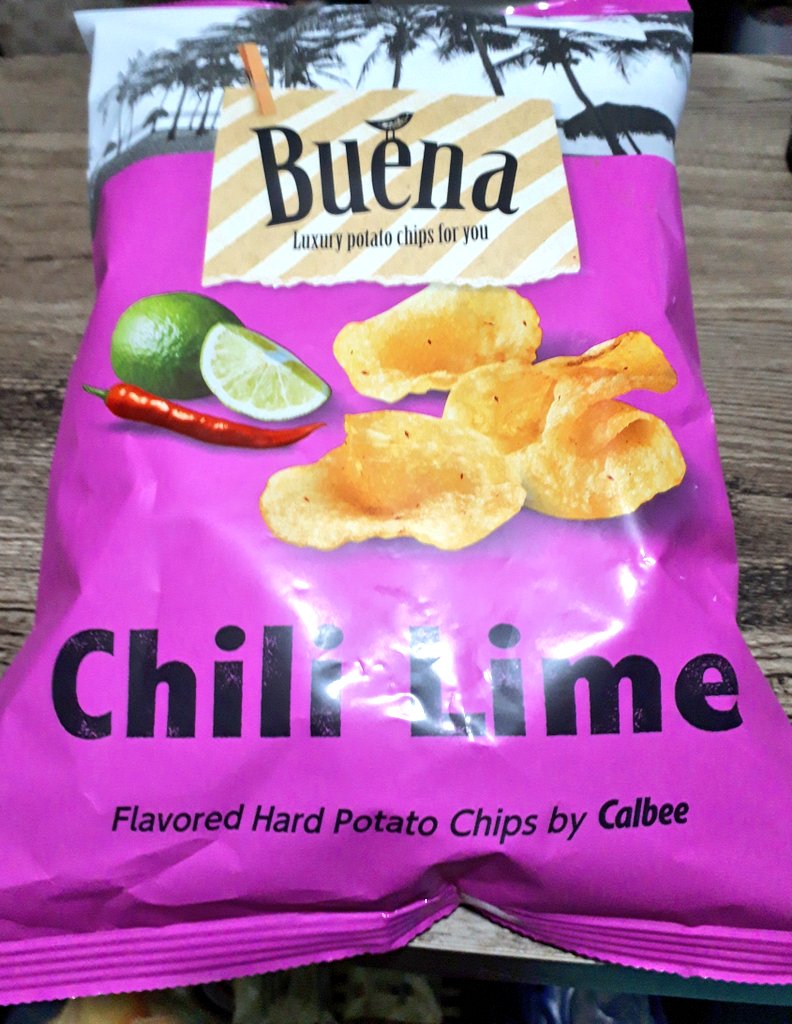 Buena
Luxury potato chips for you
Chili Lime
Flavored Hard Potato Chips by Calbee